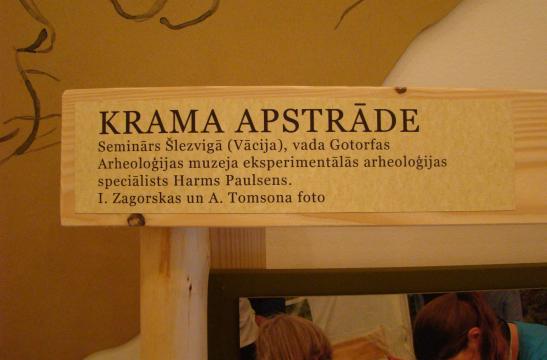 KRAMA APSTRĀDE
Seminārs Šlezvigā (Vācija), vada Gotorfas
Arheoloģijas muzeja eksperimentālās arheoloģijas
speciālists Harms Paulsens.
I. Zagorskas un A. Tomsona foto